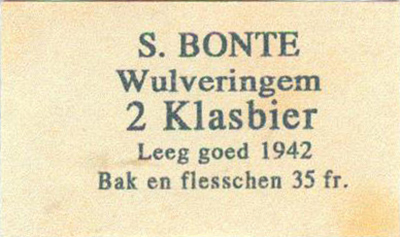 S. BONTE
Wulveringem
2 Klasbier
Leeg goed 1942
Bak en flesschen 35 fr.